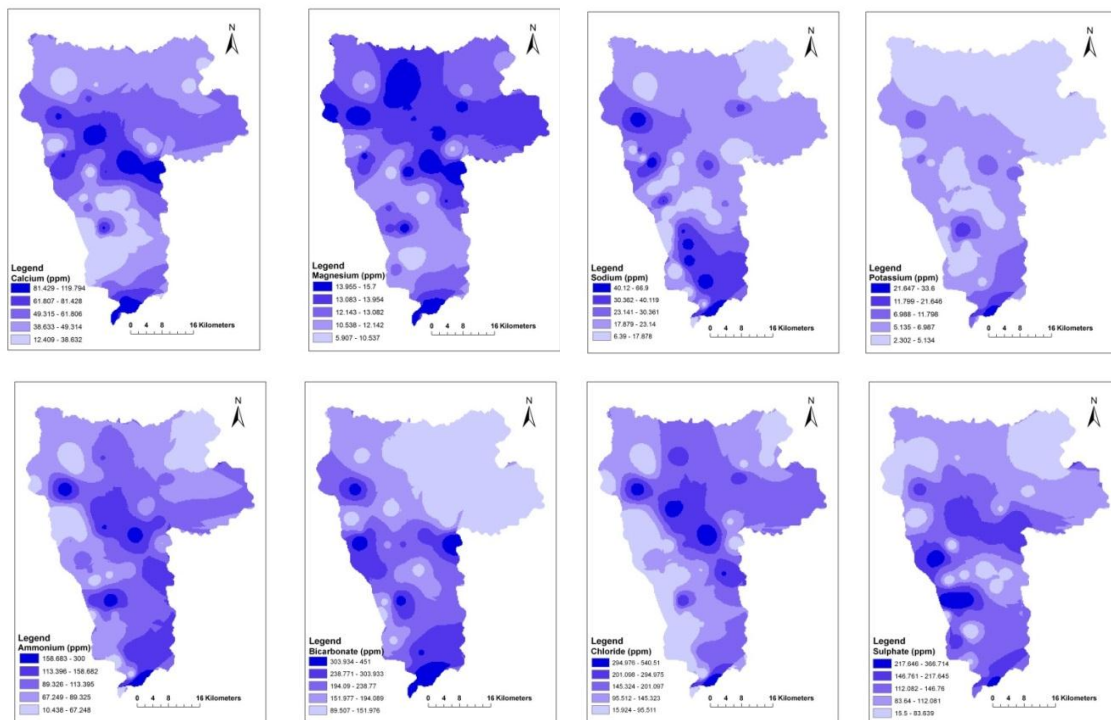 N
Legend
Calcium (ppm)
81.429 - 119.794
61.807 - 81.428
49.315 - 61.806
38.633 - 49.314
12.409 - 38.632
0 4 8 16 Kilometers
N
Legend
Magnesium (ppm)
13.955 - 15.7
13.083 - 13.954
12.143 - 13.082
10.538 - 12.142
5.907 - 10.537
0 4 8 16 Kilometers
N
Legend
Sodium (ppm)
40.12 - 66.9
30.362 - 40.119
23.141 - 30.361
17.879 - 23.14
6.39 - 17.878
0 4 8 16 Kilometers
N
Legend
Potassium (ppm)
21.647 - 33.6
11.799 - 21.646
6.988 - 11.798
5.135 - 6.987
2.302 - 5.134
0 4 8 16 Kilometers
N
Legend
Ammonium (ppm)
158.683 - 300
113.396 - 158.682
89.326 - 113.395
67.249 - 89.325
10.438 - 67.248
0 4 8 16 Kilometers
N
Legend
Bicarbonate (ppm)
303.934 - 451
238.771 - 303.933
194.09 - 238.77
151.977 - 194.089
89.507 - 151.976
0 4 8 16 Kilometers
N
Legend
Chloride (ppm)
294.976 - 540.51
201.098 - 294.975
145.324 - 201.097
95.512 - 145.323
15.924 - 95.511
0 4 8 16 Kilometers
N
Legend
Sulphate (ppm)
217.646 - 366.714
146.761 - 217.645
112.082 - 146.76
83.64 - 112.081
15.5 - 83.639
0 4 8 16 Kilometers